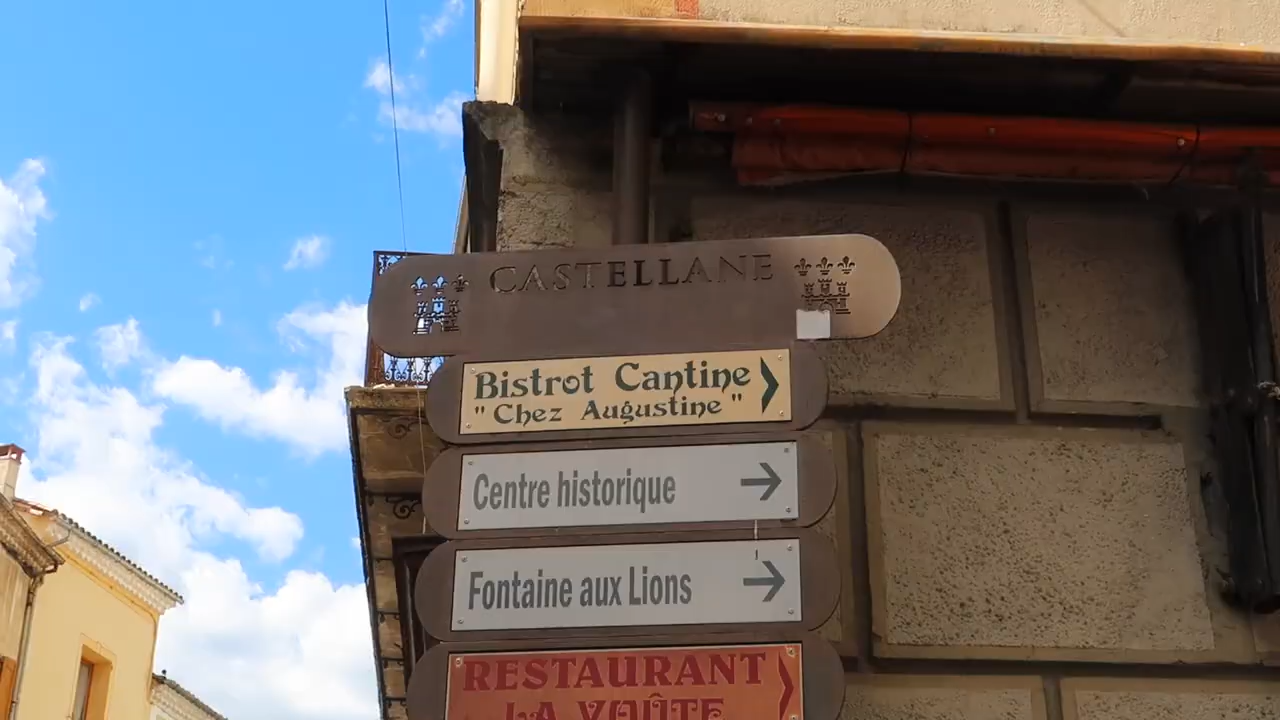 CASTELLANE
Bistrot Cantine
" Chez Augustine "
Centre historique
Fontaine aux Lions
RESTAURANT
LA VOÛTE